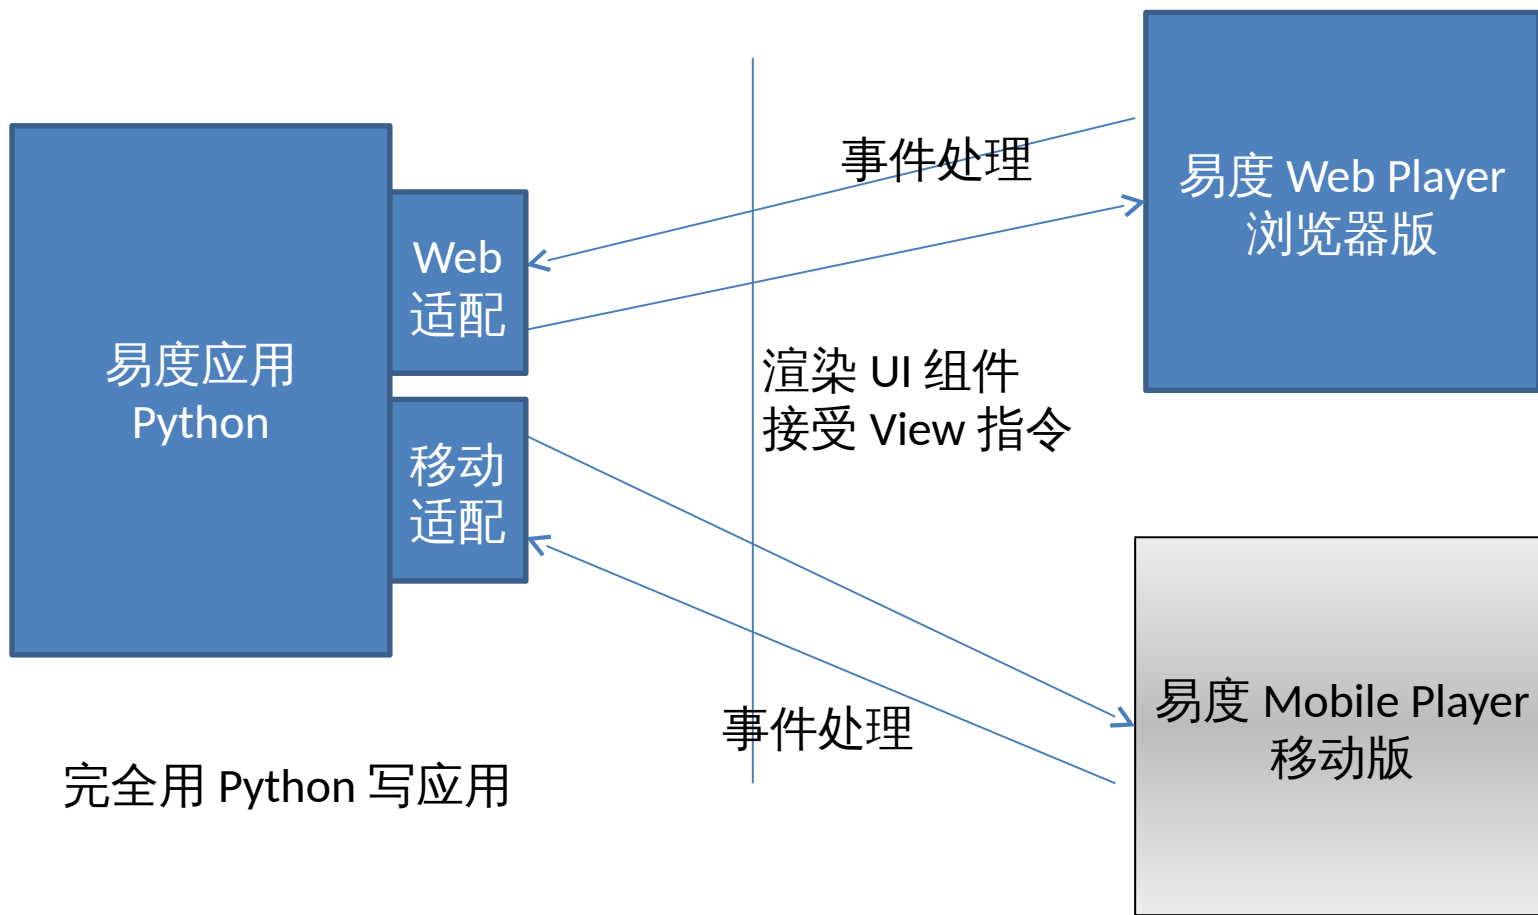 易度应用
Python
Web
适配
移动
适配
事件处理
渲染 UI 组件
接受 View 指令
事件处理
易度 Web Player
浏览器版
易度 Mobile Player
移动版
完全用 Python 写应用